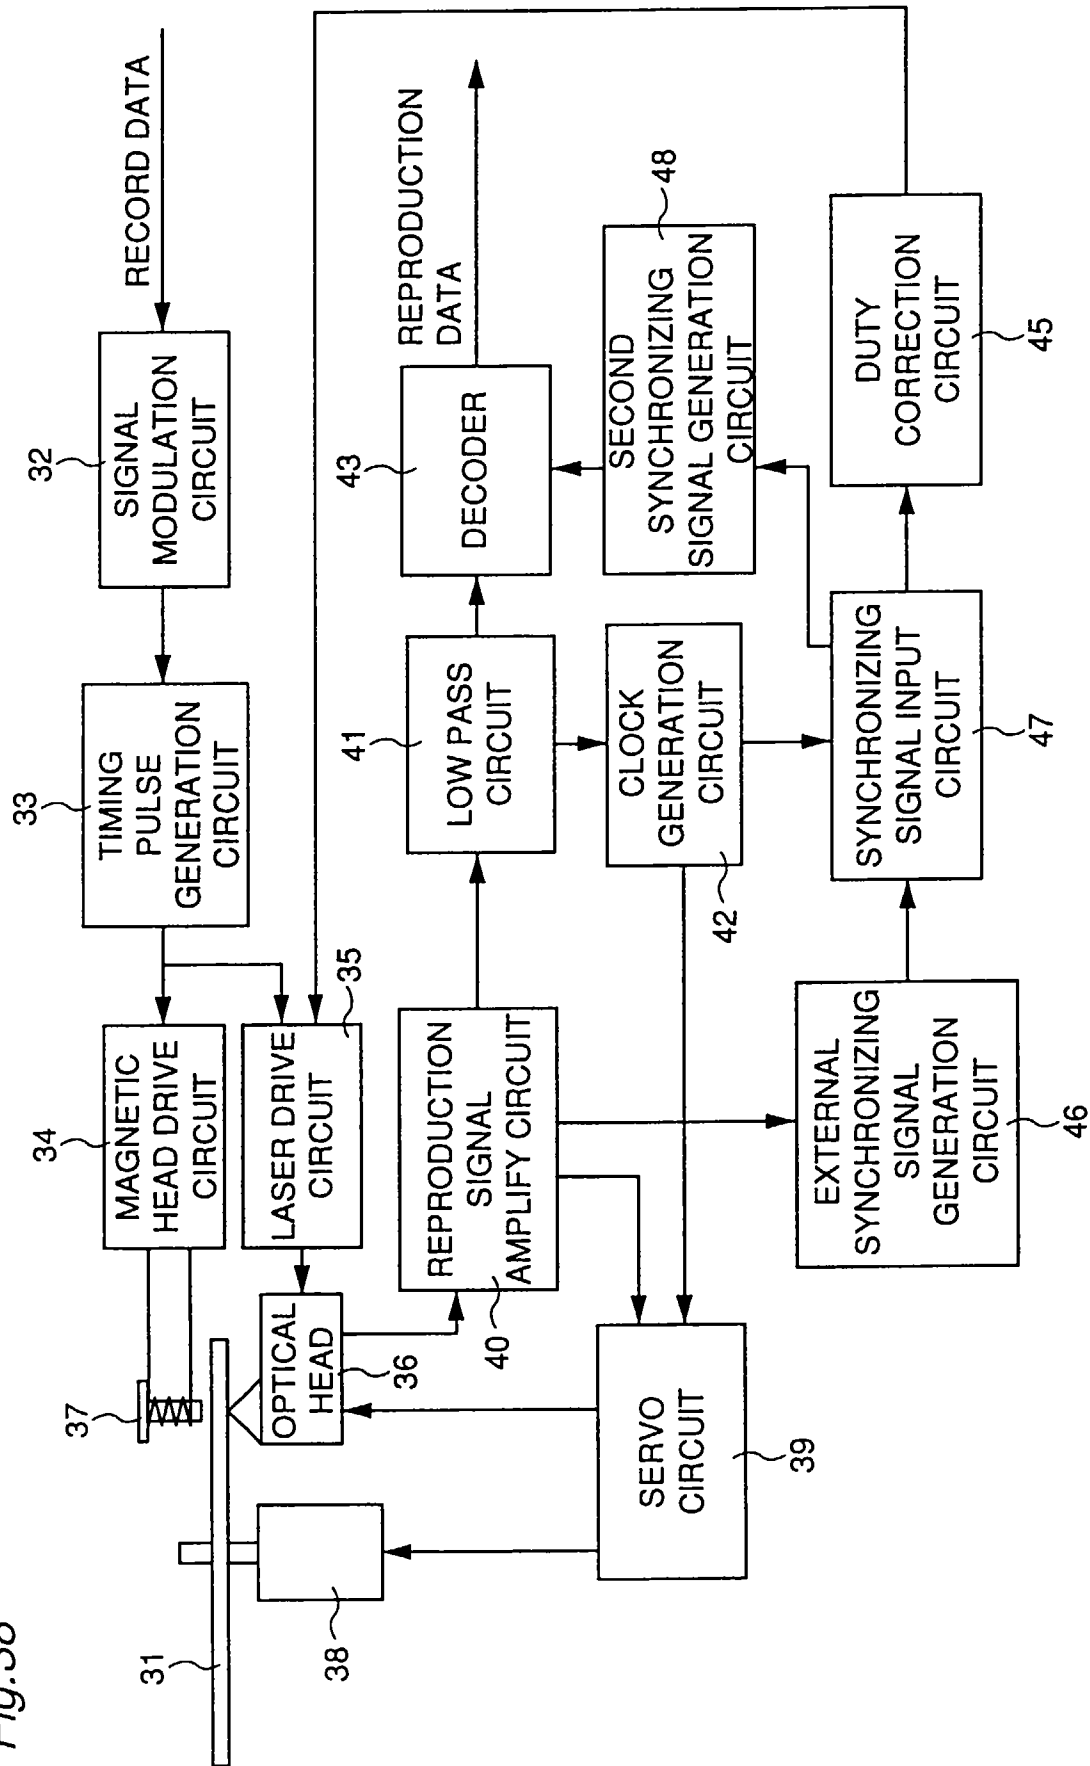 Fig.38
31
38
37
34
MAGNETIC
HEAD DRIVE
CIRCUIT
33
TIMING
PULSE
GENERATION
CIRCUIT
32
SIGNAL
MODULATION
CIRCUIT
RECORD DATA
LASER DRIVE
CIRCUIT
35
OPTICAL
HEAD
36
REPRODUCTION
SIGNAL
AMPLIFY CIRCUIT
40
41
LOW PASS
CIRCUIT
43
DECODER
REPRODUCTION
DATA
SERVO
CIRCUIT
39
CLOCK
GENERATION
CIRCUIT
42
SECOND
SYNCHRONIZING
SIGNAL GENERATION
CIRCUIT
48
EXTERNAL
SYNCHRONIZING
SIGNAL
GENERATION
CIRCUIT
46
SYNCHRONIZING
SIGNAL INPUT
CIRCUIT
47
DUTY
CORRECTION
CIRCUIT
45